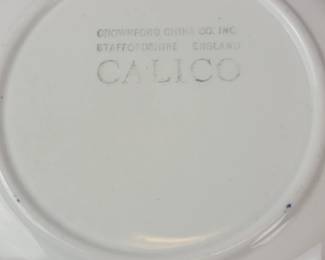 CROWNFORD CHINA CO. INC
STAFFORDSHIRE ENGLAND
CALICO